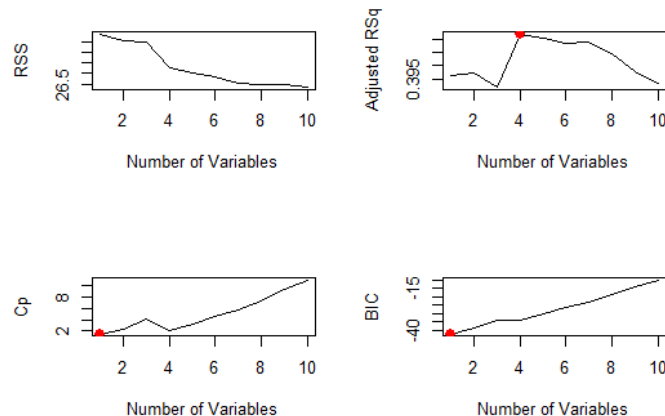 RSS
26.5
2 4 6 8 10
Number of Variables
Adjusted RSq
0.395
2 4 6 8 10
Number of Variables
Cp
8
2
2 4 6 8 10
Number of Variables
BIC
-15
-40
2 4 6 8 10
Number of Variables